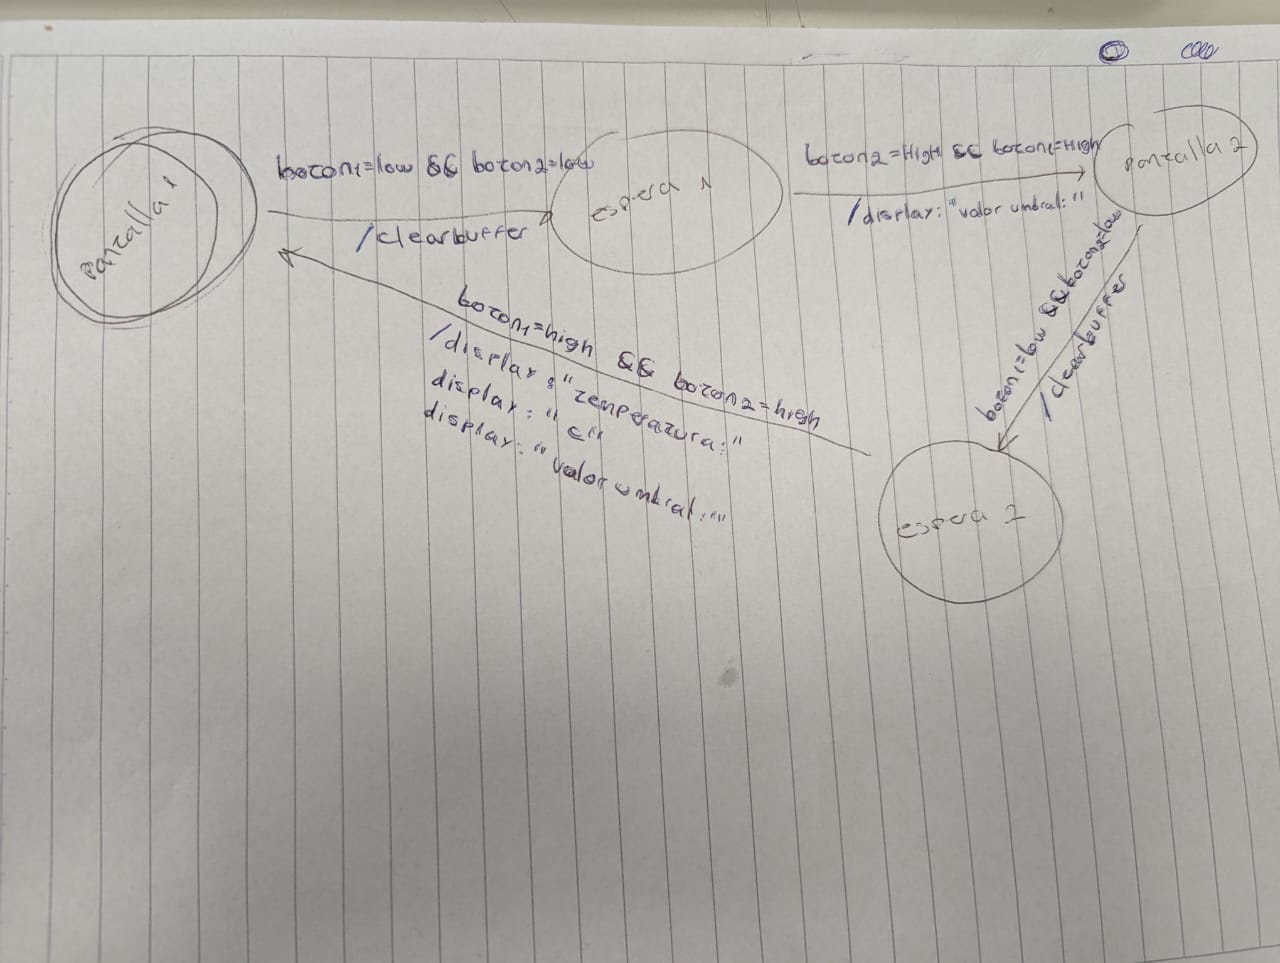 Pantalla 1
boton1=low && boton2=low
/clearbuffer
espera 1
boton2=High && boton1=High
/display: "valor umbral:"
Pantalla 2
boton1=low && boton2=low
/clearbuffer
espera 2
boton1=high && boton2=high
/display: "temperatura:"
display: "c"
display: "valor umbral:"